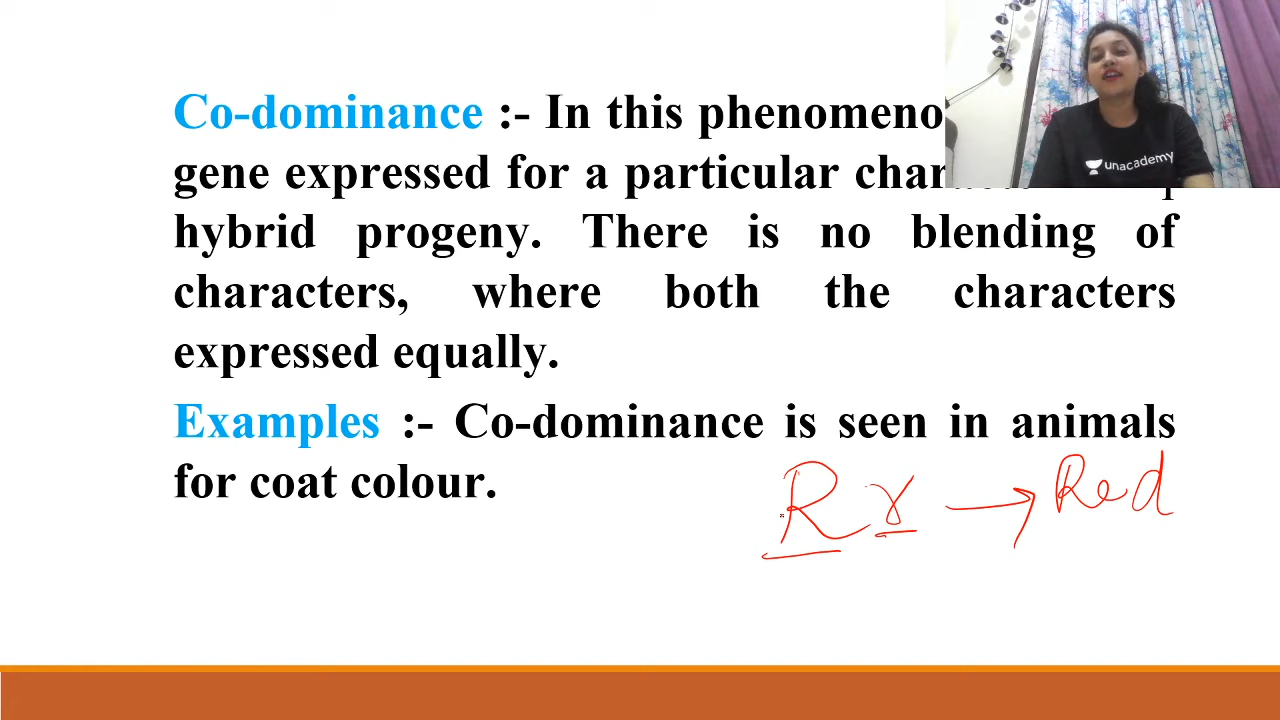 Co-dominance :- In this phenomeno
unacademy
gene expressed for a particular
hybrid progeny. There is no blending of
characters, where both the characters
expressed equally.
Examples :- Co-dominance is seen in animals
for coat colour.
R r → Red